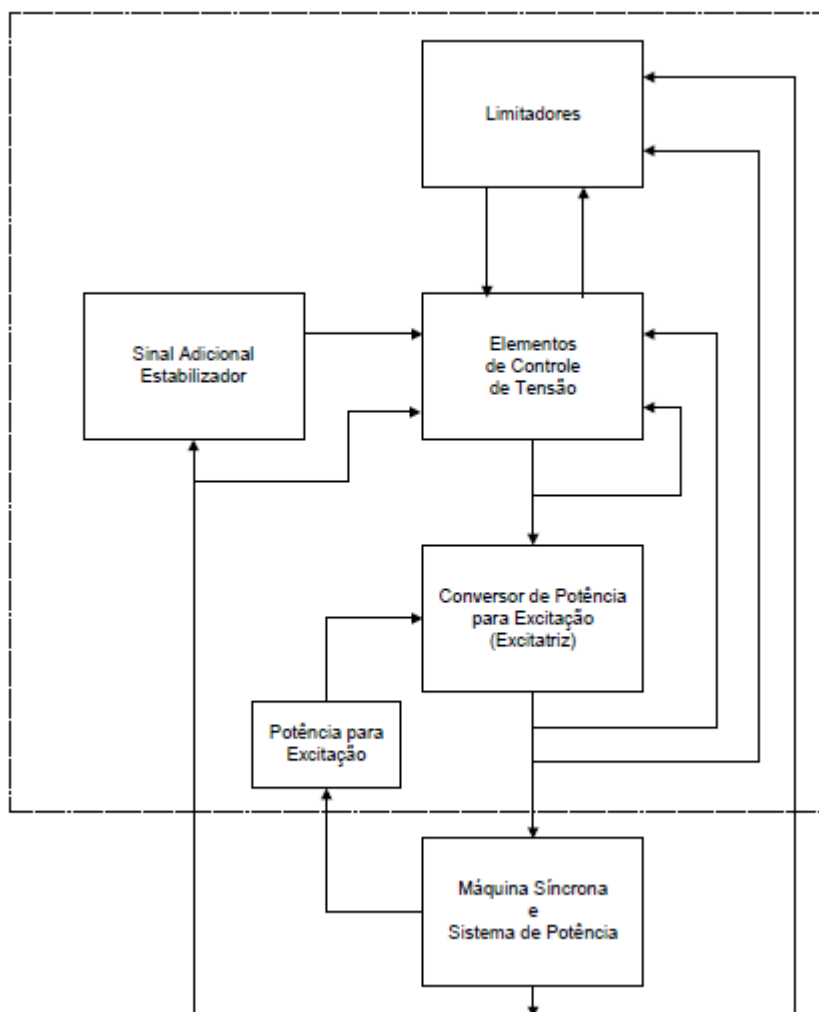 Limitadores
Sinal Adicional
Estabilizador
Elementos
de Controle
de Tensão
Conversor de Potência
para Excitação
(Excitatriz)
Potência para
Excitação
Máquina Síncrona
e
Sistema de Potência